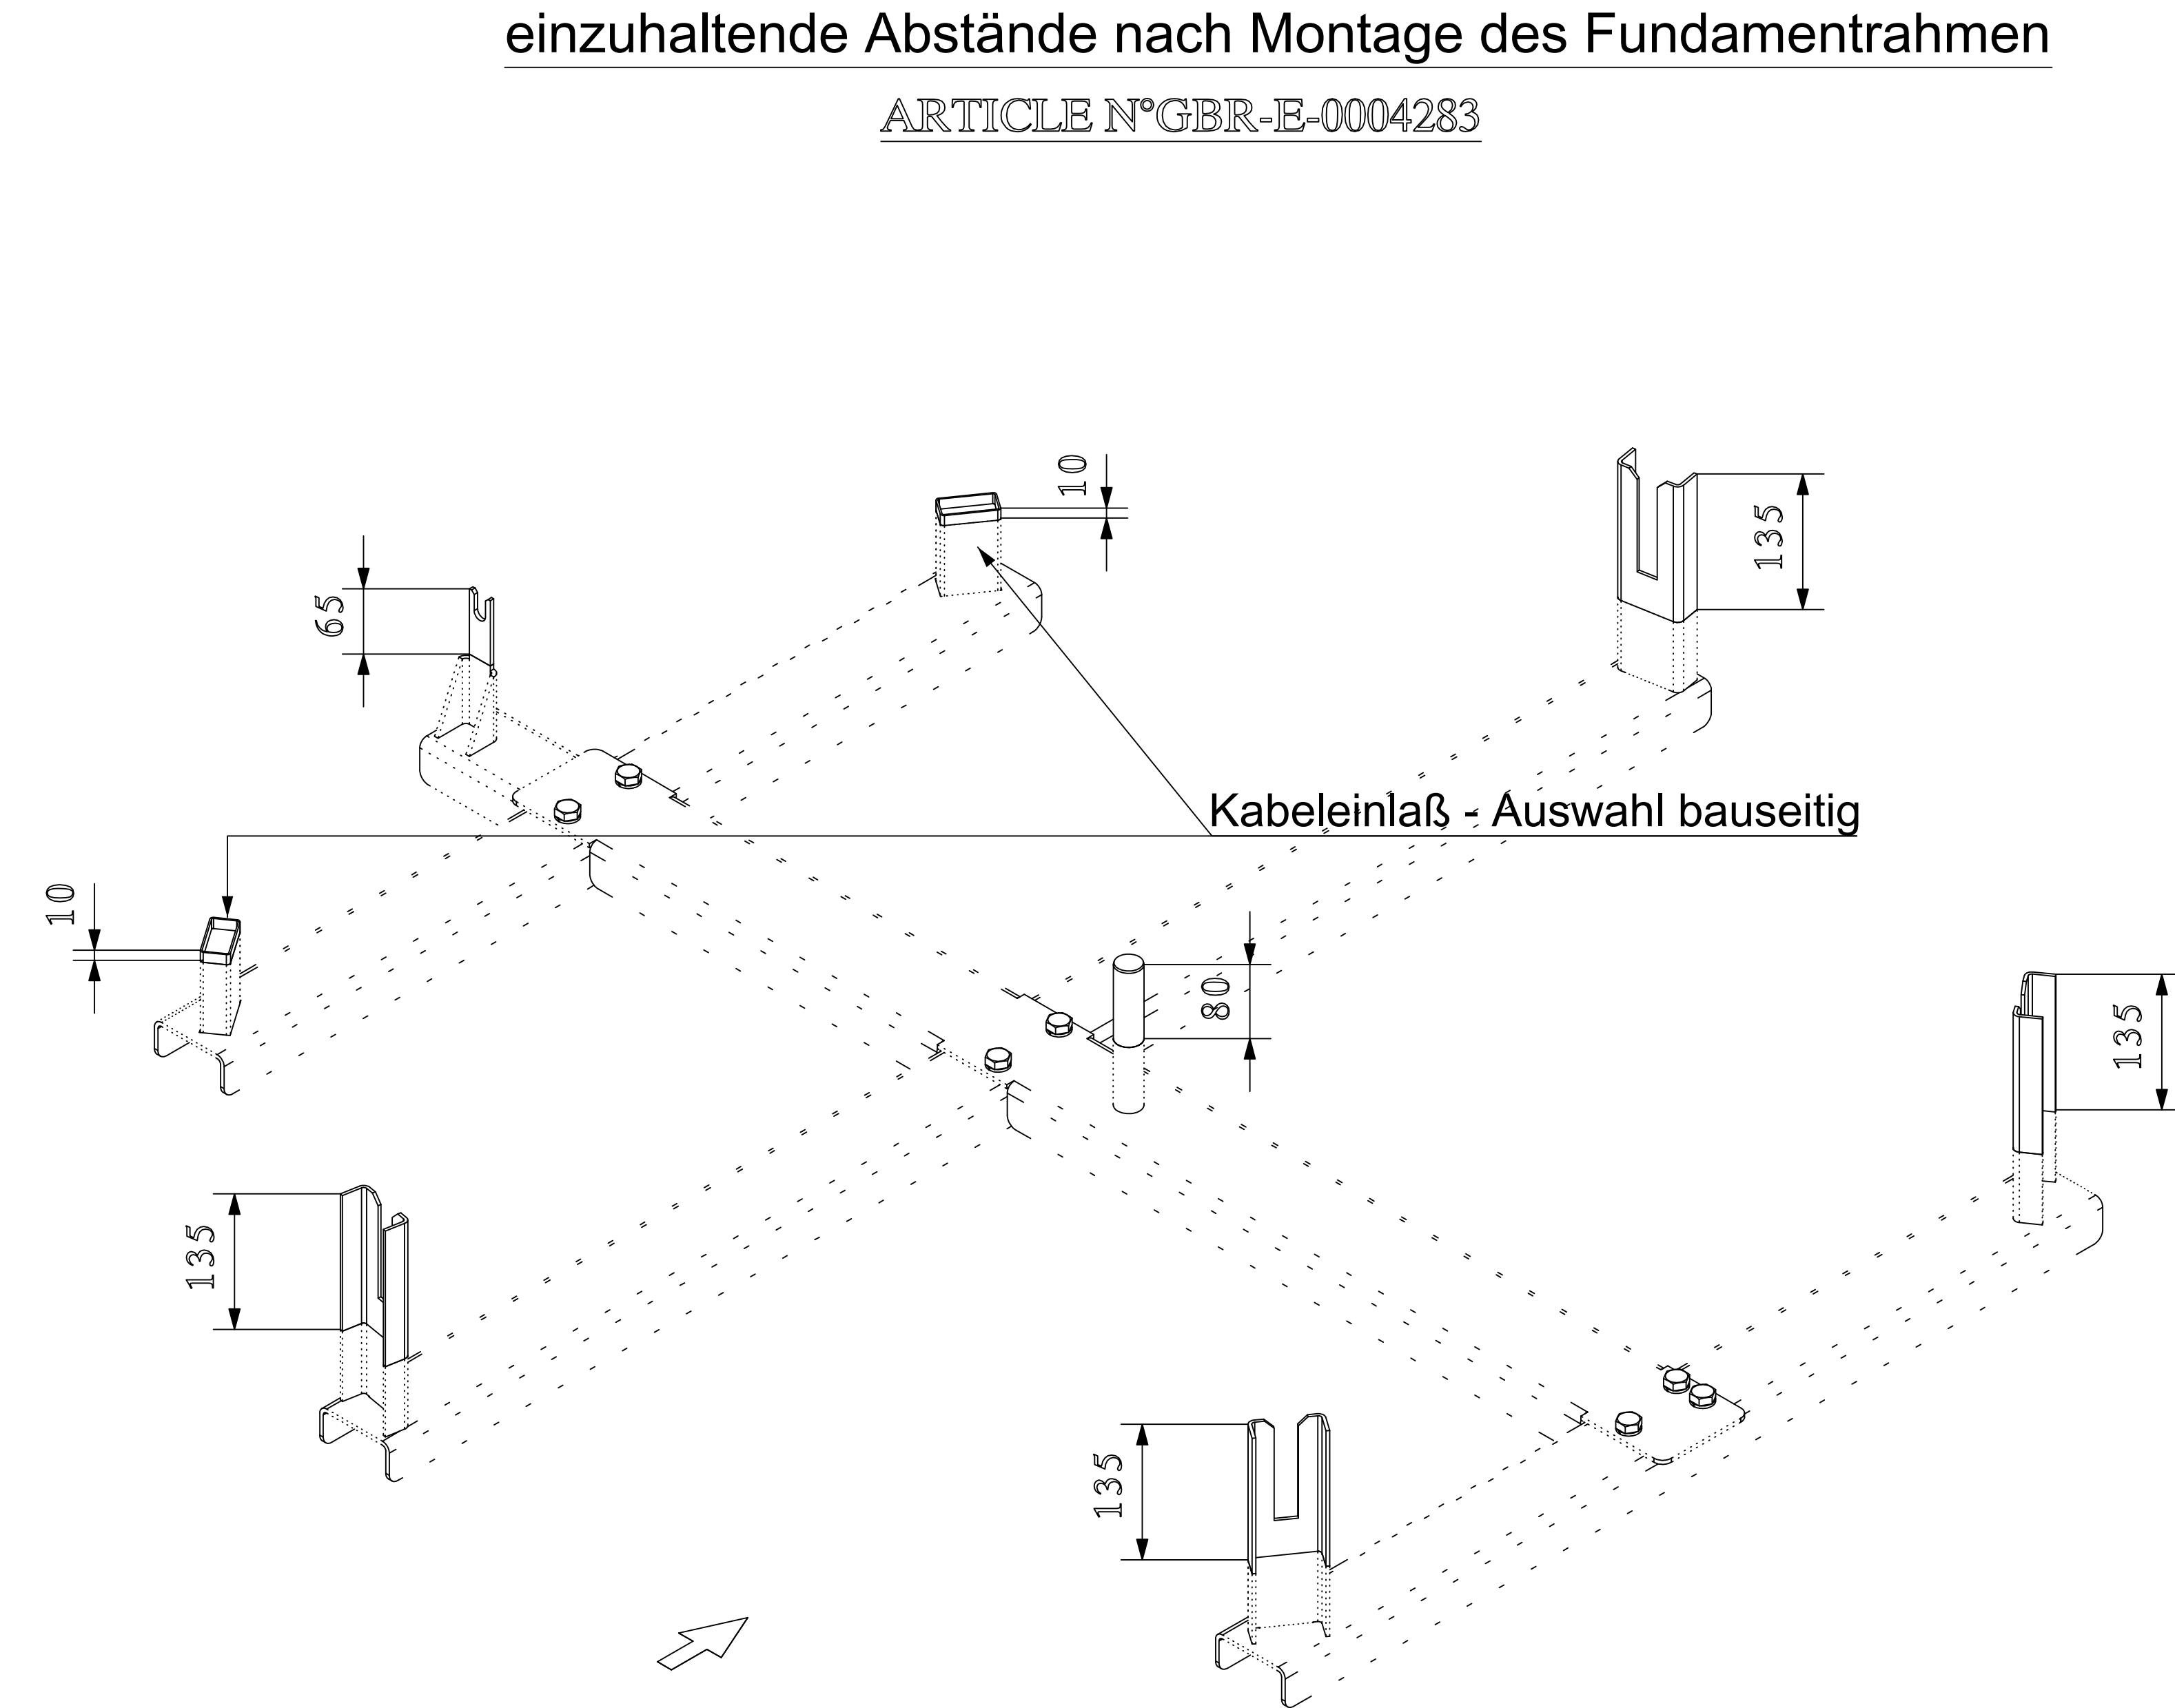 einzuhaltende Abstände nach Montage des Fundamentrahmen
ARTICLE N°GBR-E-0004283
10
135
65
Kabeleinlaß - Auswahl bauseitig
10
80
135
135
135